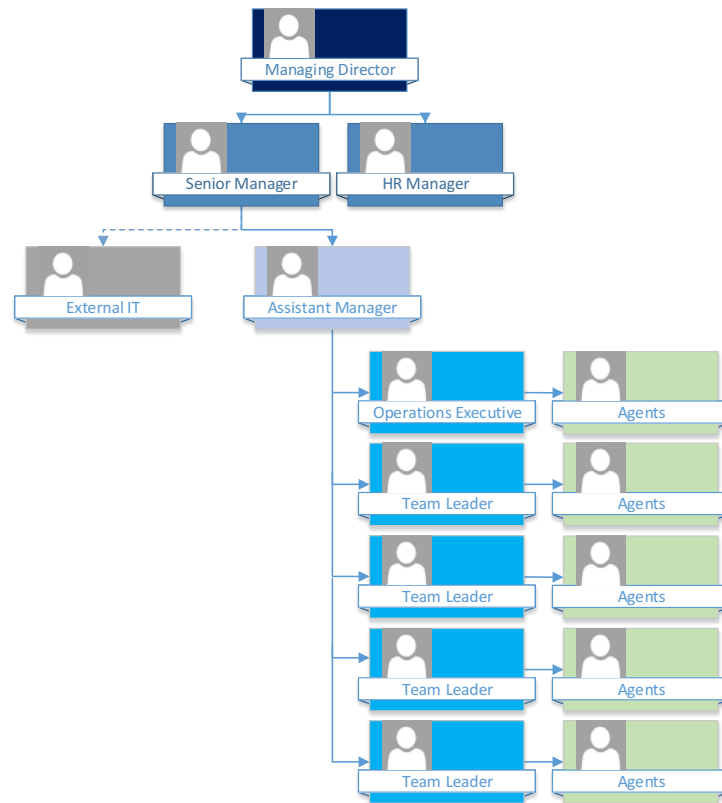 Managing Director
Senior Manager
HR Manager
External IT
Assistant Manager
Operations Executive
Agents
Team Leader
Agents
Team Leader
Agents
Team Leader
Agents
Team Leader
Agents